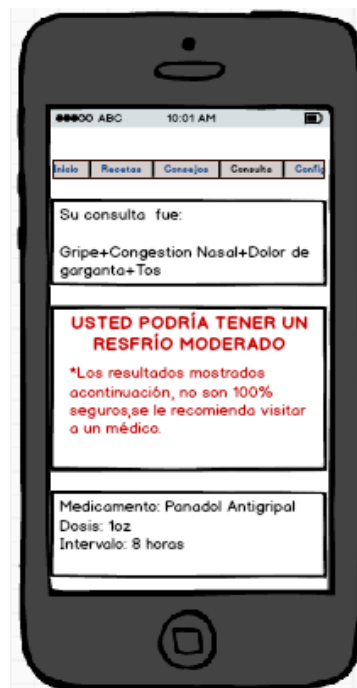 ABC 10:01 AM
Inicio Recetas Consejos Consulta Config
Su consulta fue:
Gripe+Congestion Nasal+Dolor de
garganta+Tos
USTED PODRÍA TENER UN
RESFRÍO MODERADO
*Los resultados mostrados
acontinuación, no son 100%
seguros,se le recomienda visitar
a un médico.
Medicamento: Panadol Antigripal
Dosis: 1oz
Intervalo: 8 horas